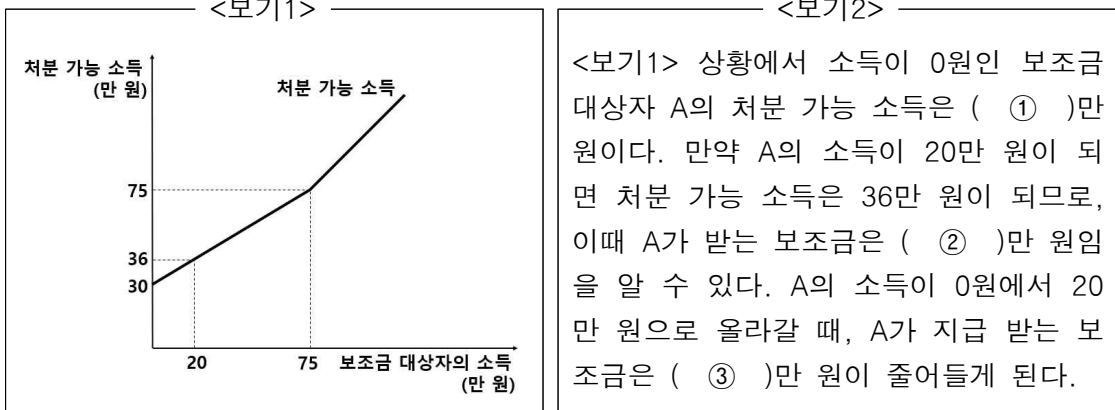 <보기1>
처분 가능 소득
(만 원)
처분 가능 소득
75
36
30
20
75
보조금 대상자의 소득
(만 원)
<보기2>
<보기1> 상황에서 소득이 0원인 보조금
대상자 A의 처분 가능 소득은 ( ① )만
원이다. 만약 A의 소득이 20만 원이 되
면 처분 가능 소득은 36만 원이 되므로,
이때 A가 받는 보조금은 ( ② )만 원임
을 알 수 있다. A의 소득이 0원에서 20
만 원으로 올라갈 때, A가 지급 받는 보
조금은 ( ③ )만 원이 줄어들게 된다.